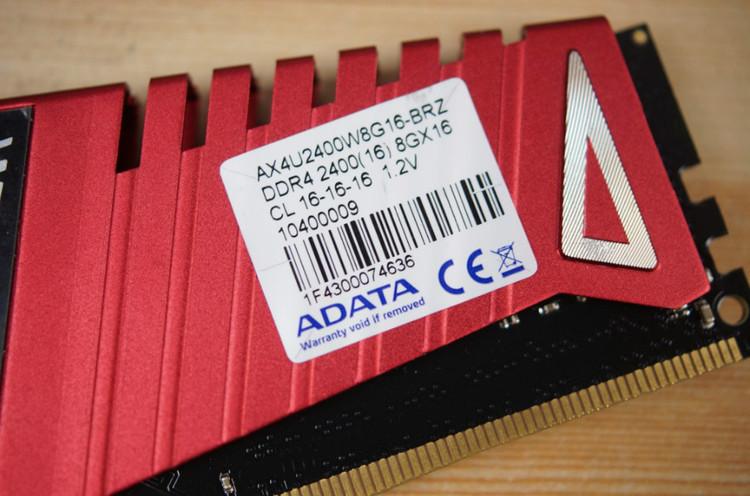 AX4U2400W8G16-BRZ
DDR4 2400(16) 8GX16
CL 16-16-16 1.2V
10400009
1F4300074636
ADATA CE
Warranty void if removed